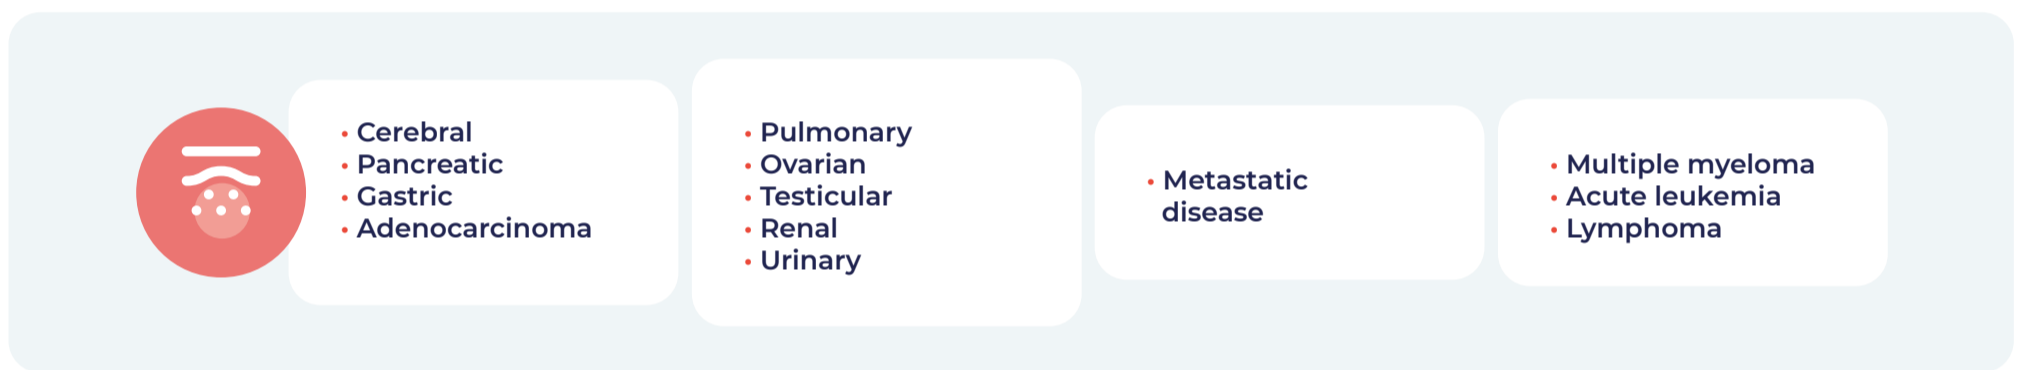 • Cerebral
• Pancreatic
• Gastric
• Adenocarcinoma
• Pulmonary
• Ovarian
• Testicular
• Renal
• Urinary
• Metastatic
disease
• Multiple myeloma
• Acute leukemia
• Lymphoma